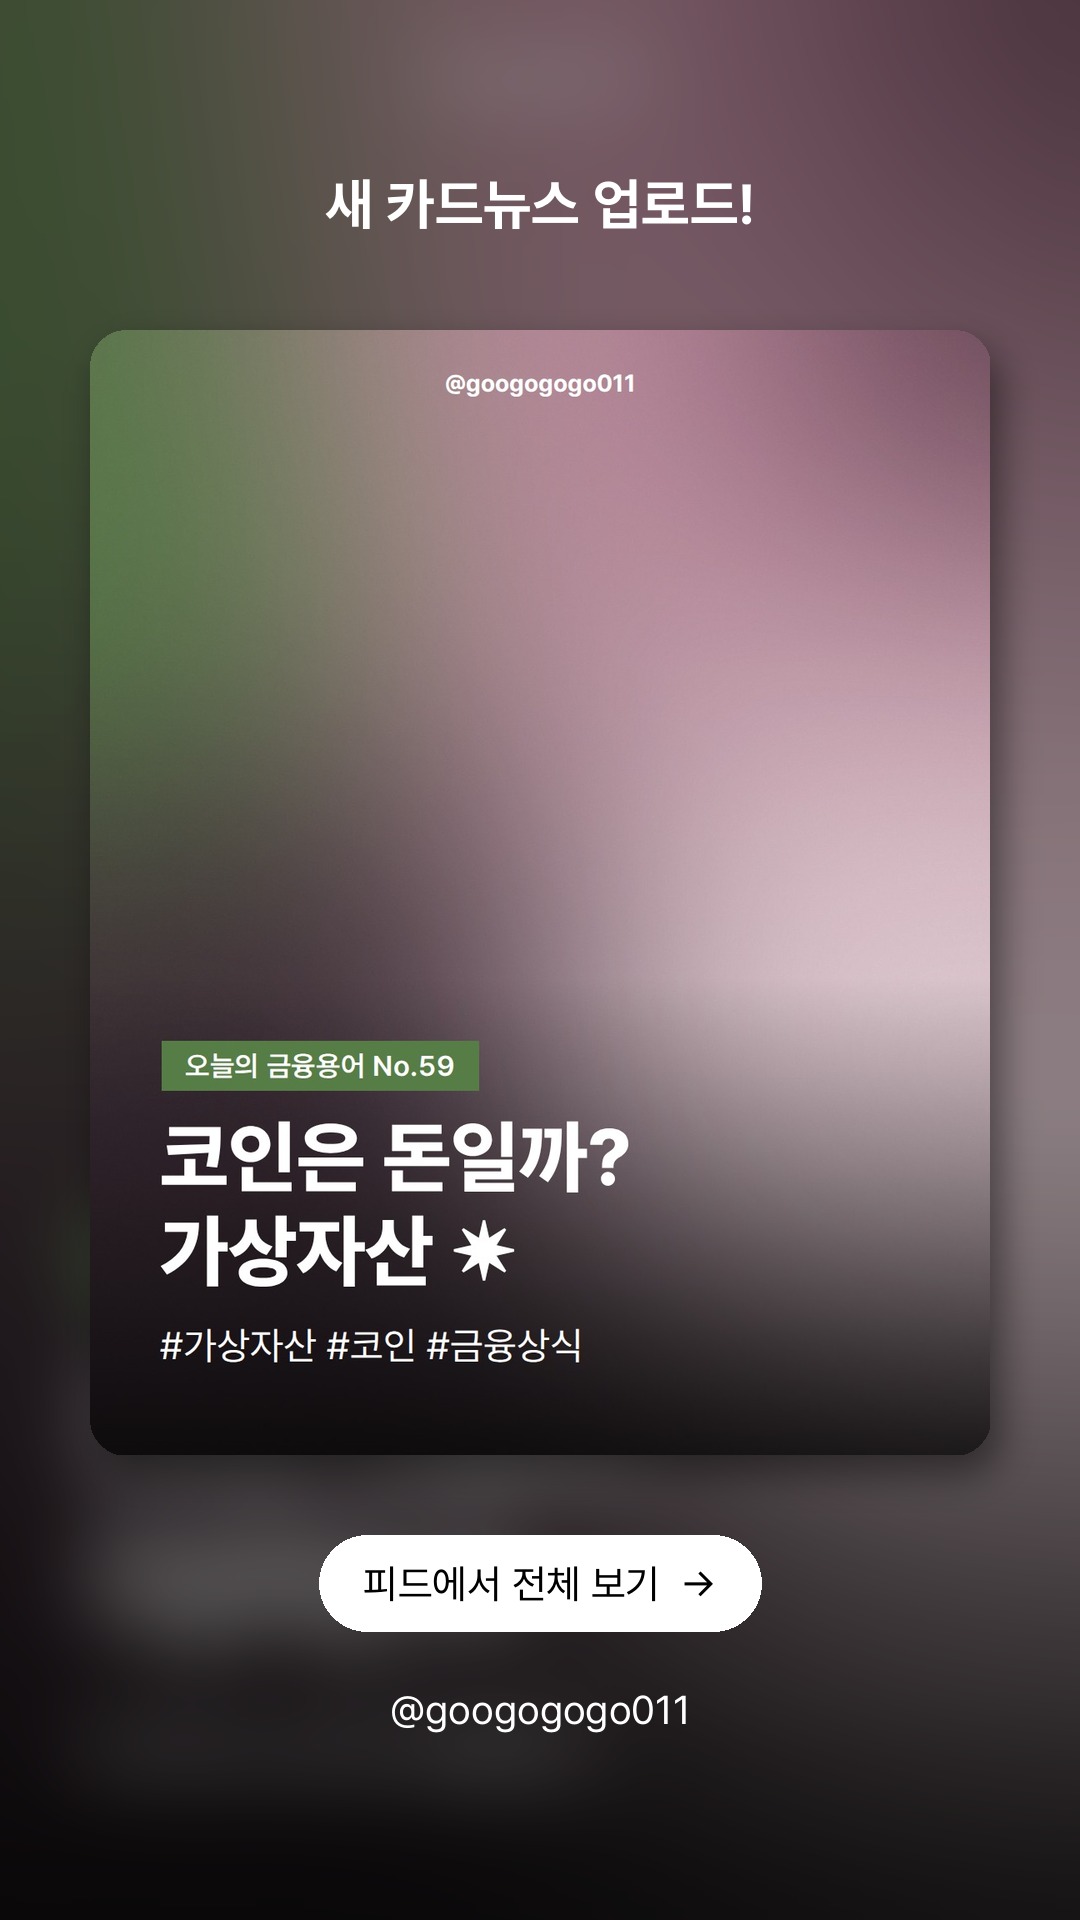 새 카드뉴스 업로드!
@googogogo011
오늘의 금융용어 No.59
코인은 돈일까?
가상자산 ✷
#가상자산 #코인 #금융상식
피드에서 전체 보기 →
@googogogo011